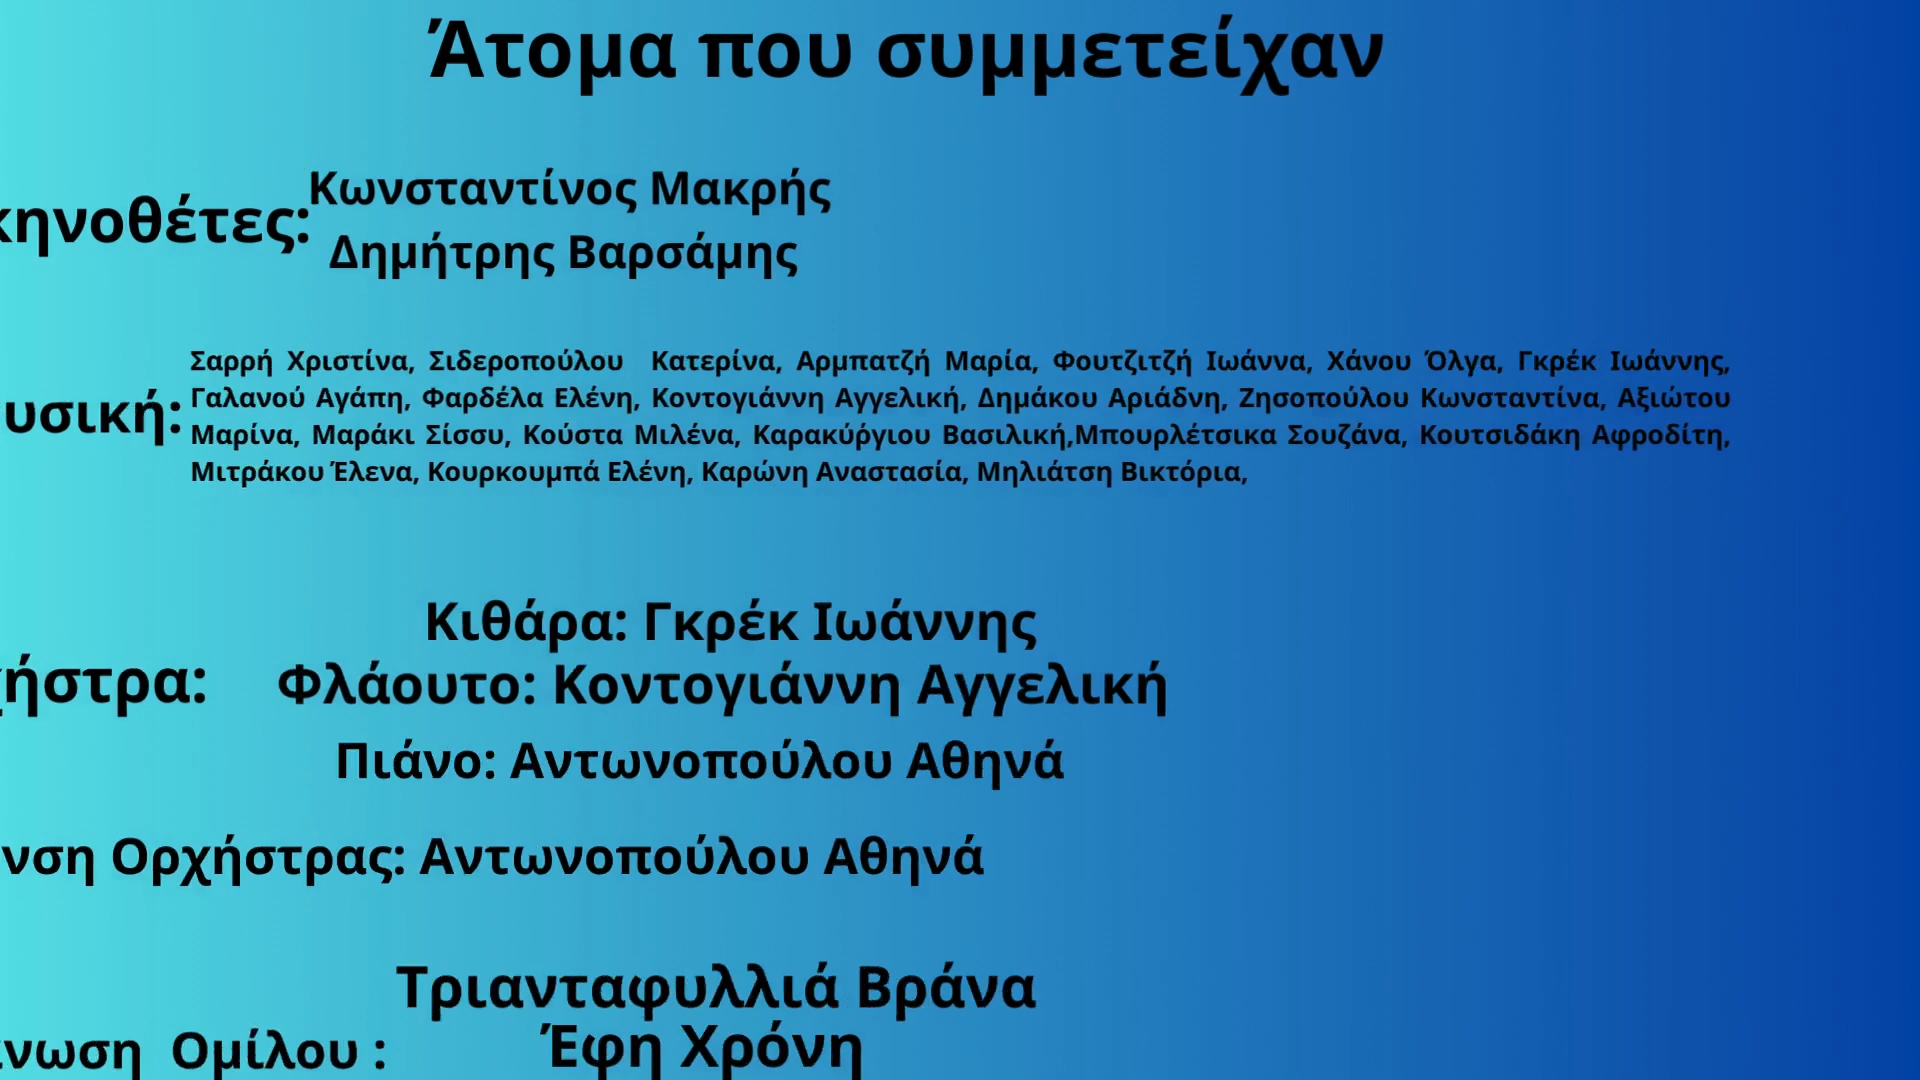 Άτομα που συμμετείχαν
Κωνσταντίνος Μακρής
κηνοθέτες:
Δημήτρης Βαρσάμης
Σαρρή Χριστίνα, Σιδεροπούλου Κατερίνα, Αρμπατζή Μαρία, Φουτζιτζή Ιωάννα, Χάνου Όλγα, Γκρέκ Ιωάννης,
Γαλανού Αγάπη, Φαρδέλα Ελένη, Κοντογιάννη Αγγελική, Δημάκου Αριάδνη, Ζησοπούλου Κωνσταντίνα, Αξιώτου
υσική:
Μαρίνα, Μαράκι Σίσσυ, Κούστα Μιλένα, Καρακύργιου Βασιλική,Μπουρλέτσικα Σουζάνα, Κουτσιδάκη Αφροδίτη,
Μιτράκου Έλενα, Κουρκουμπά Ελένη, Καρώνη Αναστασία, Μηλιάτση Βικτόρια,
Κιθάρα: Γκρέκ Ιωάννης
χήστρα: Φλάουτο: Κοντογιάννη Αγγελική
Πιάνο: Αντωνοπούλου Αθηνά
νση Ορχήστρας: Αντωνοπούλου Αθηνά
Τριανταφυλλιά Βράνα
νωση Ομίλου : Έφη Χρόνη